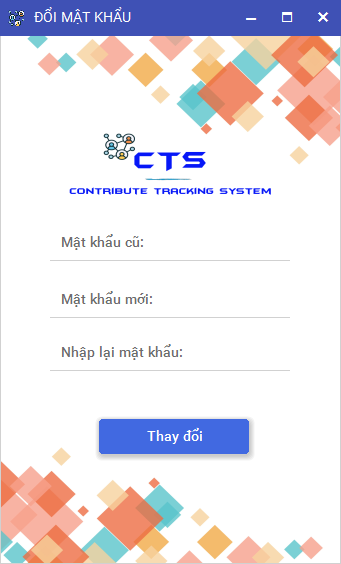 ĐỔI MẬT KHẨU
CTS
CONTRIBUTE TRACKING SYSTEM
Mật khẩu cũ:
Mật khẩu mới:
Nhập lại mật khẩu:
Thay đổi